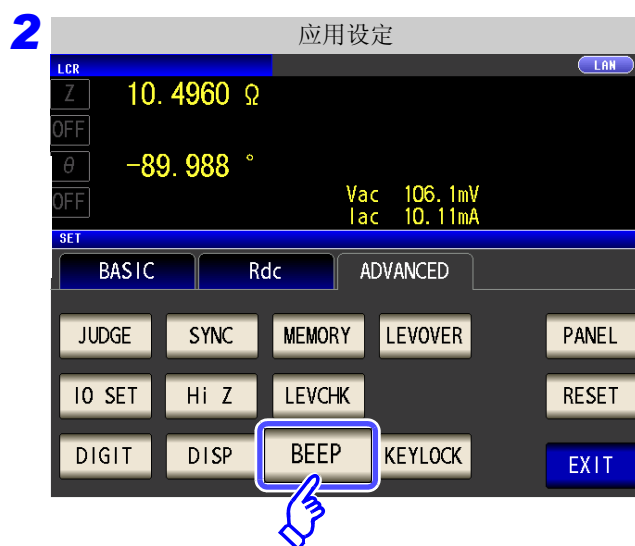 2
应用设定
LCR
LAN
Z 10.4960 Ω
OFF
θ -89.988 °
OFF
Vac 106.1mV
Iac 10.11mA
SET
BASIC Rdc ADVANCED
JUDGE SYNC MEMORY LEVOVER PANEL
IO SET Hi Z LEVCHK RESET
DIGIT DISP BEEP KEYLOCK EXIT